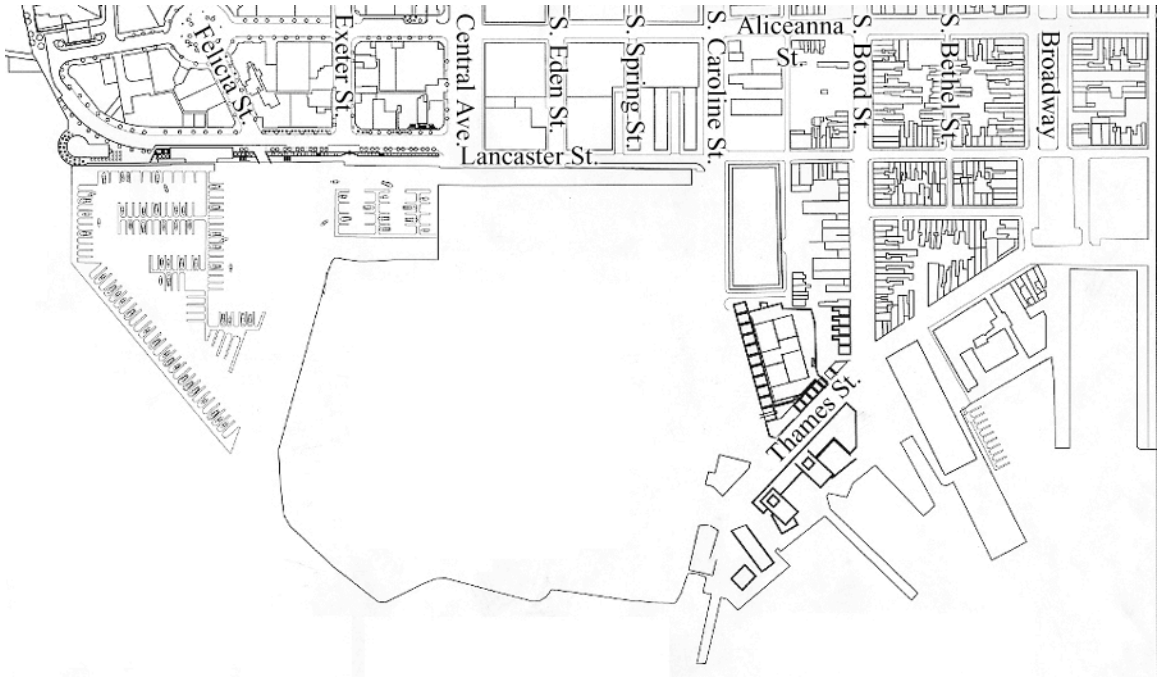 Felicia St.
Exeter St.
Central Ave.
S. Eden St.
S. Spring St.
S. Caroline St.
Aliceanna
St.
S. Bond St.
S. Bethel St.
Broadway
Lancaster St.
Thames St.